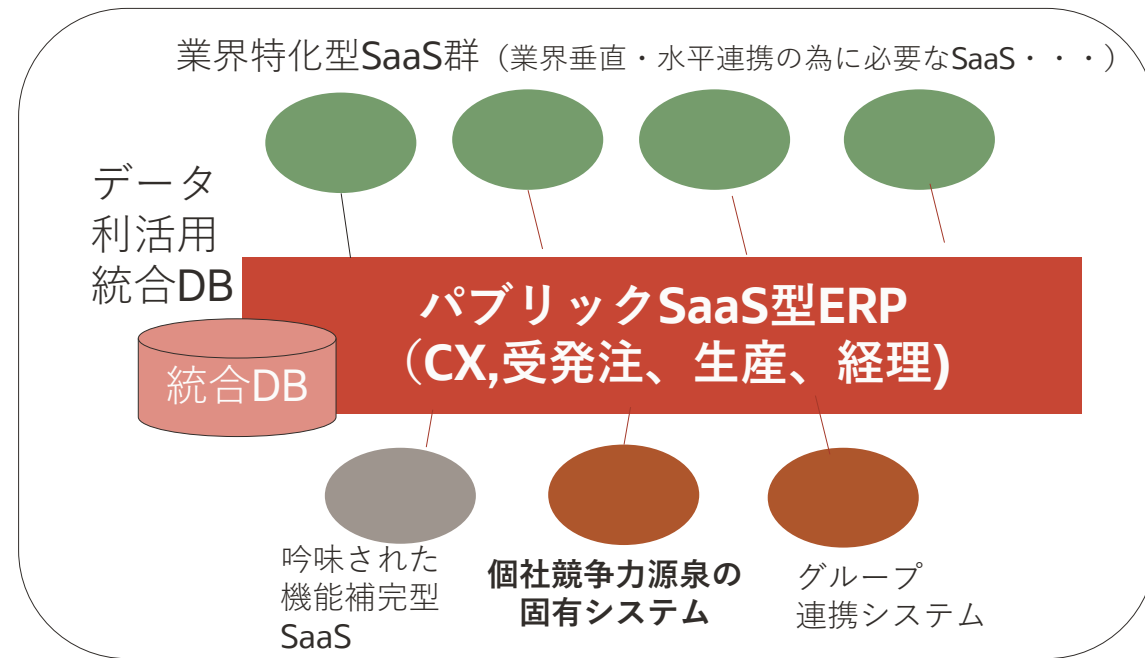 業界特化型SaaS群（業界垂直・水平連携の為に必要なSaaS・・・）
データ
利活用
統合DB
統合DB
パブリックSaaS型ERP
（CX,受発注、生産、経理)
吟味された
機能補完型
SaaS
個社競争力源泉の
固有システム
グループ
連携システム